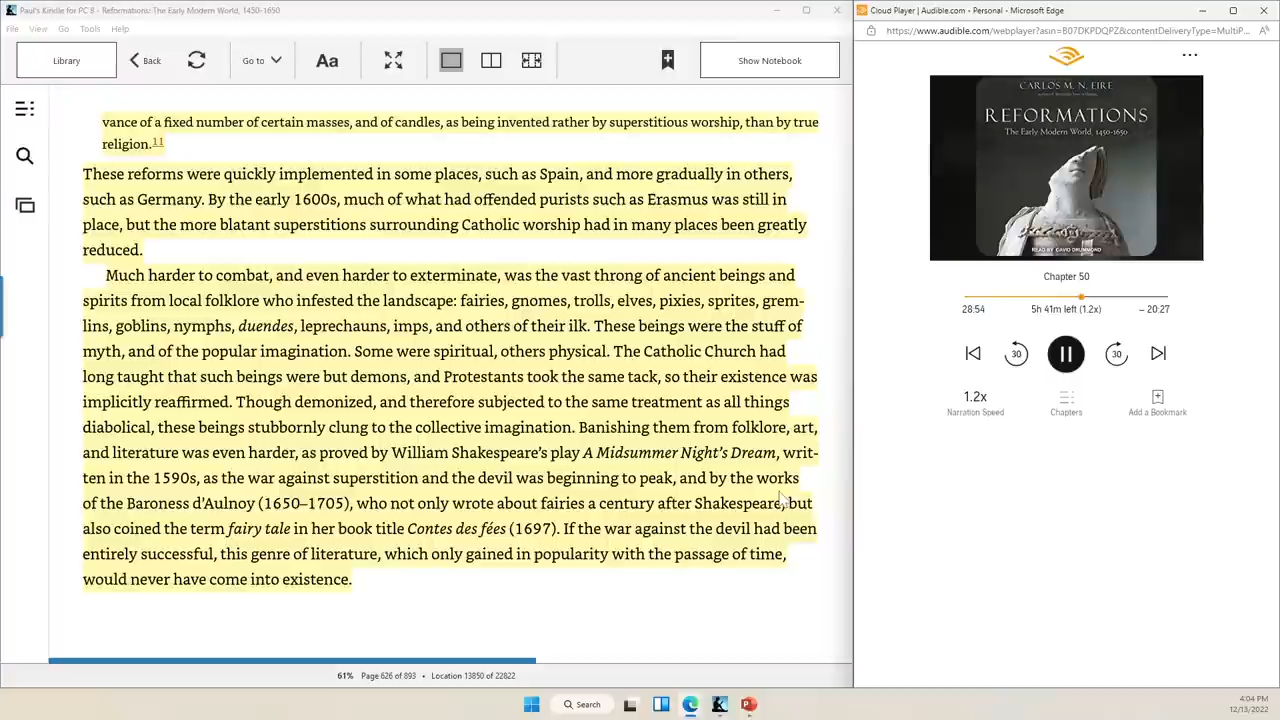 Paul's Kindle for PC 8 - Reformations: The Early Modern World, 1450-1650
File View Go Tools Help
Library
Back
Go to
Aa
Show Notebook
vance of a fixed number of certain masses, and of candles, as being invented rather by superstitious worship, than by true
religion.11
These reforms were quickly implemented in some places, such as Spain, and more gradually in others,
such as Germany. By the early 1600s, much of what had offended purists such as Erasmus was still in
place, but the more blatant superstitions surrounding Catholic worship had in many places been greatly
reduced.
Much harder to combat, and even harder to exterminate, was the vast throng of ancient beings and
spirits from local folklore who infested the landscape: fairies, gnomes, trolls, elves, pixies, sprites, grem-
lins, goblins, nymphs, duendes, leprechauns, imps, and others of their ilk. These beings were the stuff of
myth, and of the popular imagination. Some were spiritual, others physical. The Catholic Church had
long taught that such beings were but demons, and Protestants took the same tack, so their existence was
implicitly reaffirmed. Though demonized, and therefore subjected to the same treatment as all things
diabolical, these beings stubbornly clung to the collective imagination. Banishing them from folklore, art,
and literature was even harder, as proved by William Shakespeare's play A Midsummer Night's Dream, writ-
ten in the 1590s, as the war against superstition and the devil was beginning to peak, and by the works
of the Baroness d'Aulnoy (1650–1705), who not only wrote about fairies a century after Shakespeare, but
also coined the term fairy tale in her book title Contes des fées (1697). If the war against the devil had been
entirely successful, this genre of literature, which only gained in popularity with the passage of time,
would never have come into existence.
61% Page 626 of 893 • Location 13850 of 22822
Cloud Player | Audible.com - Personal - Microsoft Edge
https://www.audible.com/webplayer?asin=B07DKPDQPZ&contentDeliveryType=MultiP...
CARLOS M. N. EIRE
REFORMATIONS
The Early Modern World, 1450-1650
READ BY DAVID DRUMMOND
Chapter 50
28:54 5h 41m left (1.2x) – 20:27
30 30
1.2x
Narration Speed Chapters Add a Bookmark
Search
4:04 PM
12/13/2022